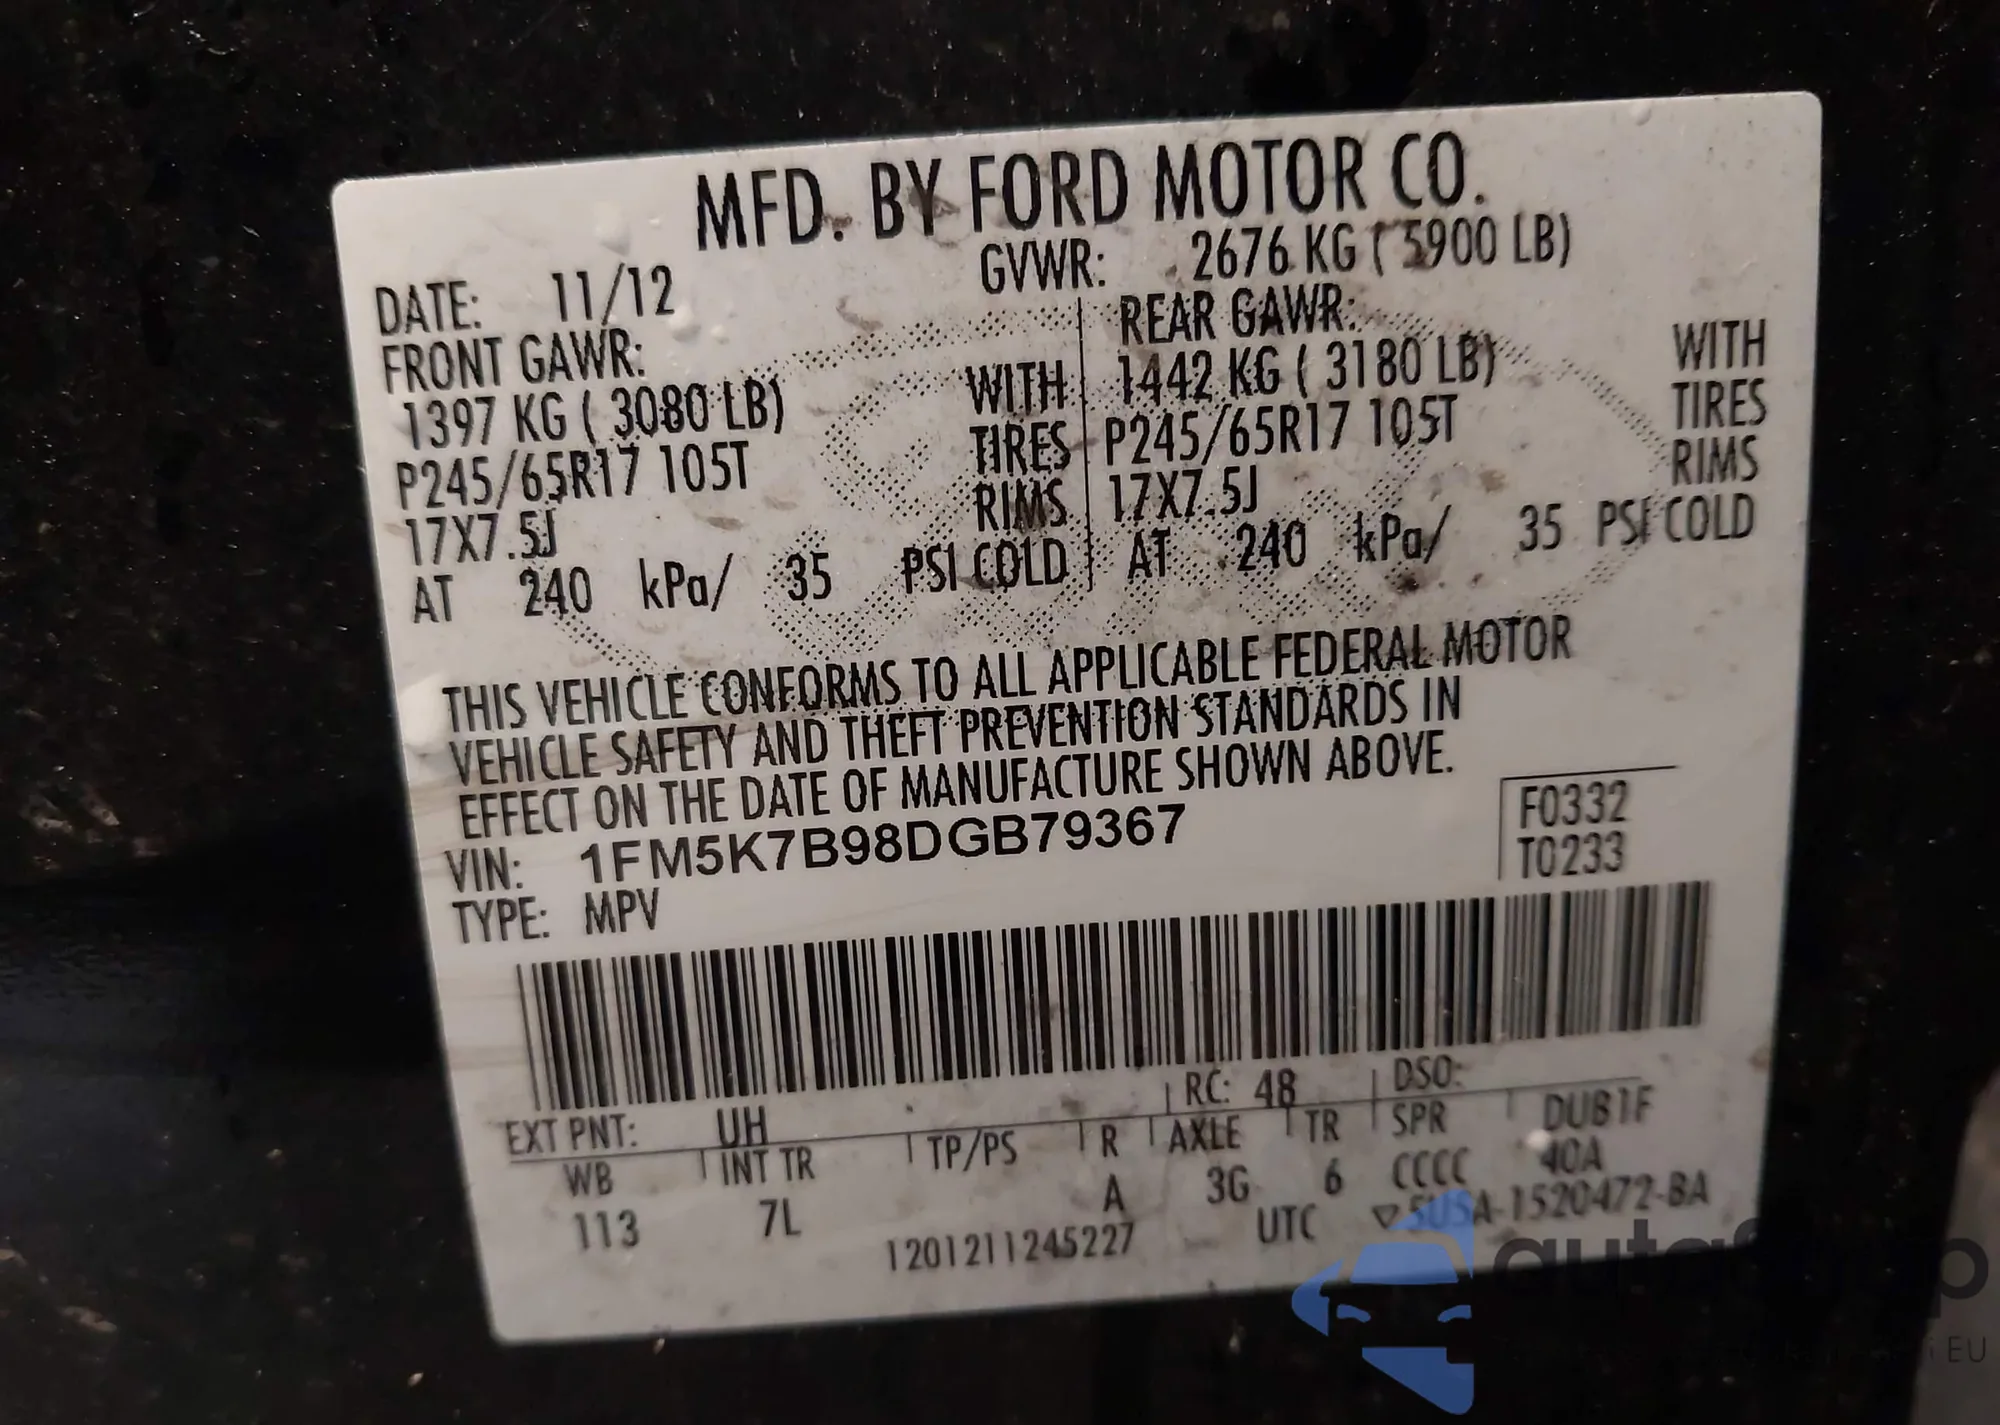 MFD. BY FORD MOTOR CO.
DATE: 11/12 GVWR: 2676 KG ( 5900 LB)
FRONT GAWR: REAR GAWR:
1397 KG ( 3080 LB) WITH 1442 KG ( 3180 LB) WITH
P245/65R17 105T TIRES P245/65R17 105T TIRES
17X7.5J RIMS 17X7.5J RIMS
AT 240 kPa/ 35 PSI COLD AT 240 kPa/ 35 PSI COLD
THIS VEHICLE CONFORMS TO ALL APPLICABLE FEDERAL MOTOR
VEHICLE SAFETY AND THEFT PREVENTION STANDARDS IN
EFFECT ON THE DATE OF MANUFACTURE SHOWN ABOVE.
VIN: 1FM5K7B98DGB79367 F0332
TYPE: MPV T0233
EXT PNT: UH RC: 48 DSO:
WB INT TR TP/PS R AXLE TR SPR DUB1F
113 7L A 3G 6 CCCC 40A
1201211245227 UTC 5USA-1520472-BA
EU